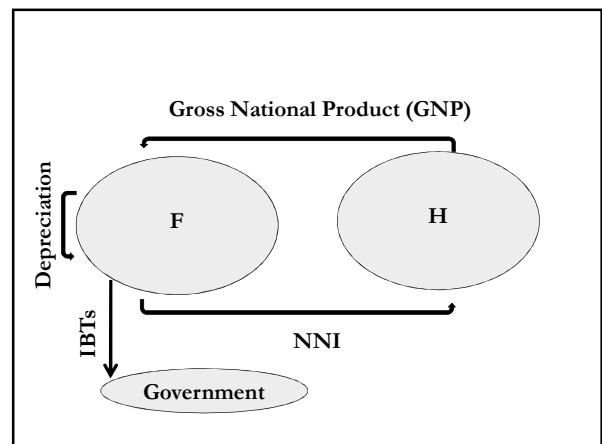 Gross National Product (GNP)
Depreciation
F
H
IBTs
NNI
Government